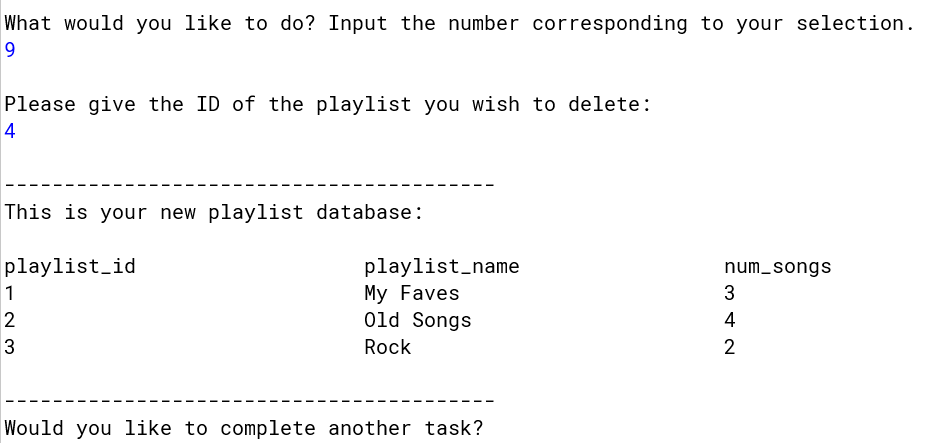 What would you like to do? Input the number corresponding to your selection.
9
Please give the ID of the playlist you wish to delete:
4
-----------------------------------------
This is your new playlist database:
playlist_id                   playlist_name                 num_songs
1                             My Faves                      3
2                             Old Songs                     4
3                             Rock                          2
-----------------------------------------
Would you like to complete another task?